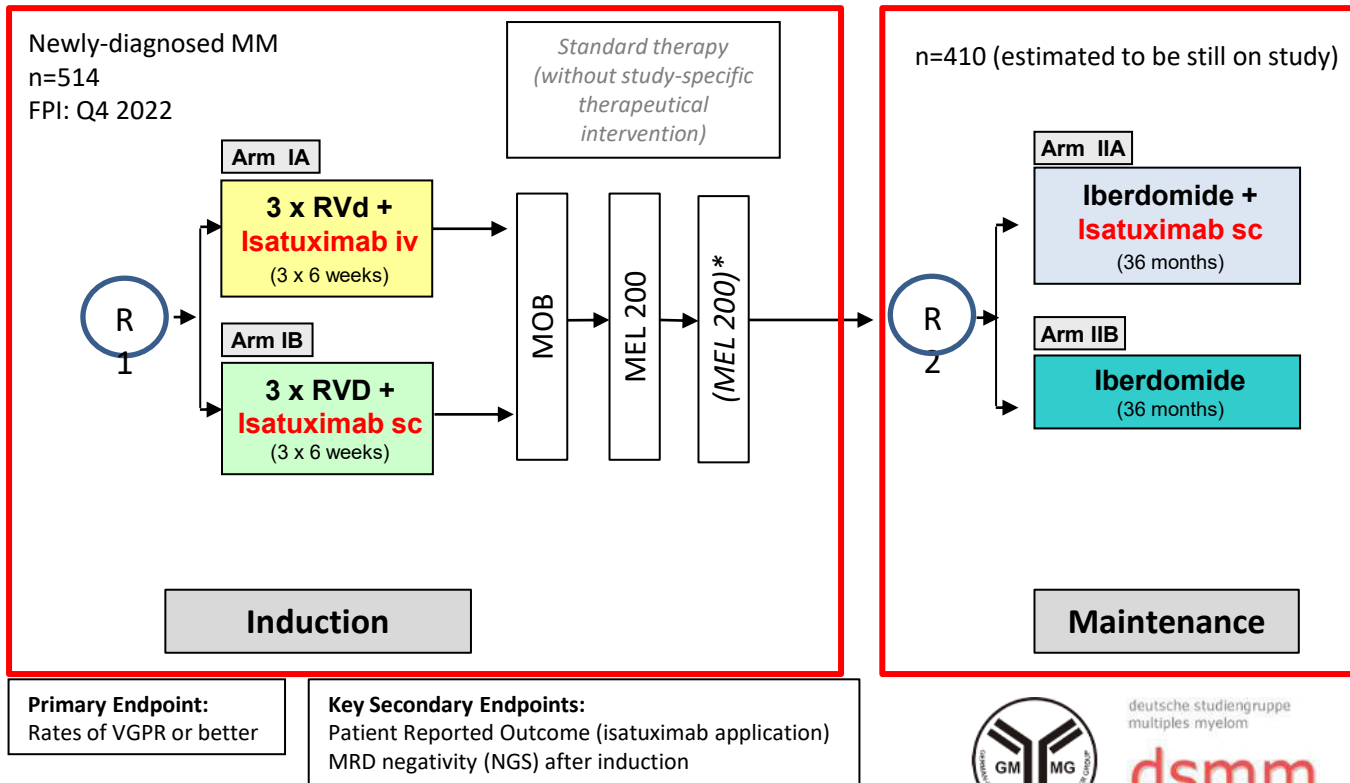 Newly-diagnosed MM
n=514
FPI: Q4 2022
Standard therapy
(without study-specific
therapeutical
intervention)
Arm IA
3 x RVd +
Isatuximab iv
(3 x 6 weeks)
R
1
Arm IB
3 x RVD +
Isatuximab sc
(3 x 6 weeks)
MOB
MEL 200
(MEL 200)*
Induction
n=410 (estimated to be still on study)
Arm IIA
Iberdomide +
Isatuximab sc
(36 months)
R
2
Arm IIB
Iberdomide
(36 months)
Maintenance
Primary Endpoint:
Rates of VGPR or better
Key Secondary Endpoints:
Patient Reported Outcome (isatuximab application)
MRD negativity (NGS) after induction
GM MG
deutsche studiengruppe
multiples myelom
dsmm